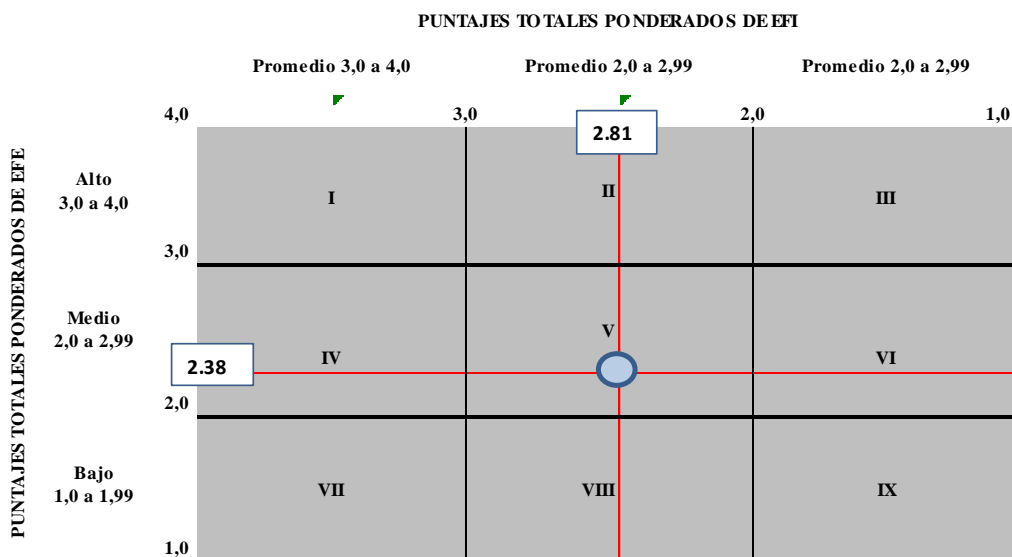 PUNTAJES TOTALES PONDERADOS DE EFI
Promedio 3,0 a 4,0
Promedio 2,0 a 2,99
Promedio 2,0 a 2,99
4,0
3,0
2,0
1,0
2.81
PUNTAJES TOTALES PONDERADOS DE EFE
Alto
3,0 a 4,0
I
II
III
3,0
Medio
2,0 a 2,99
V
IV
VI
2.38
2,0
Bajo
1,0 a 1,99
VII
VIII
IX
1,0